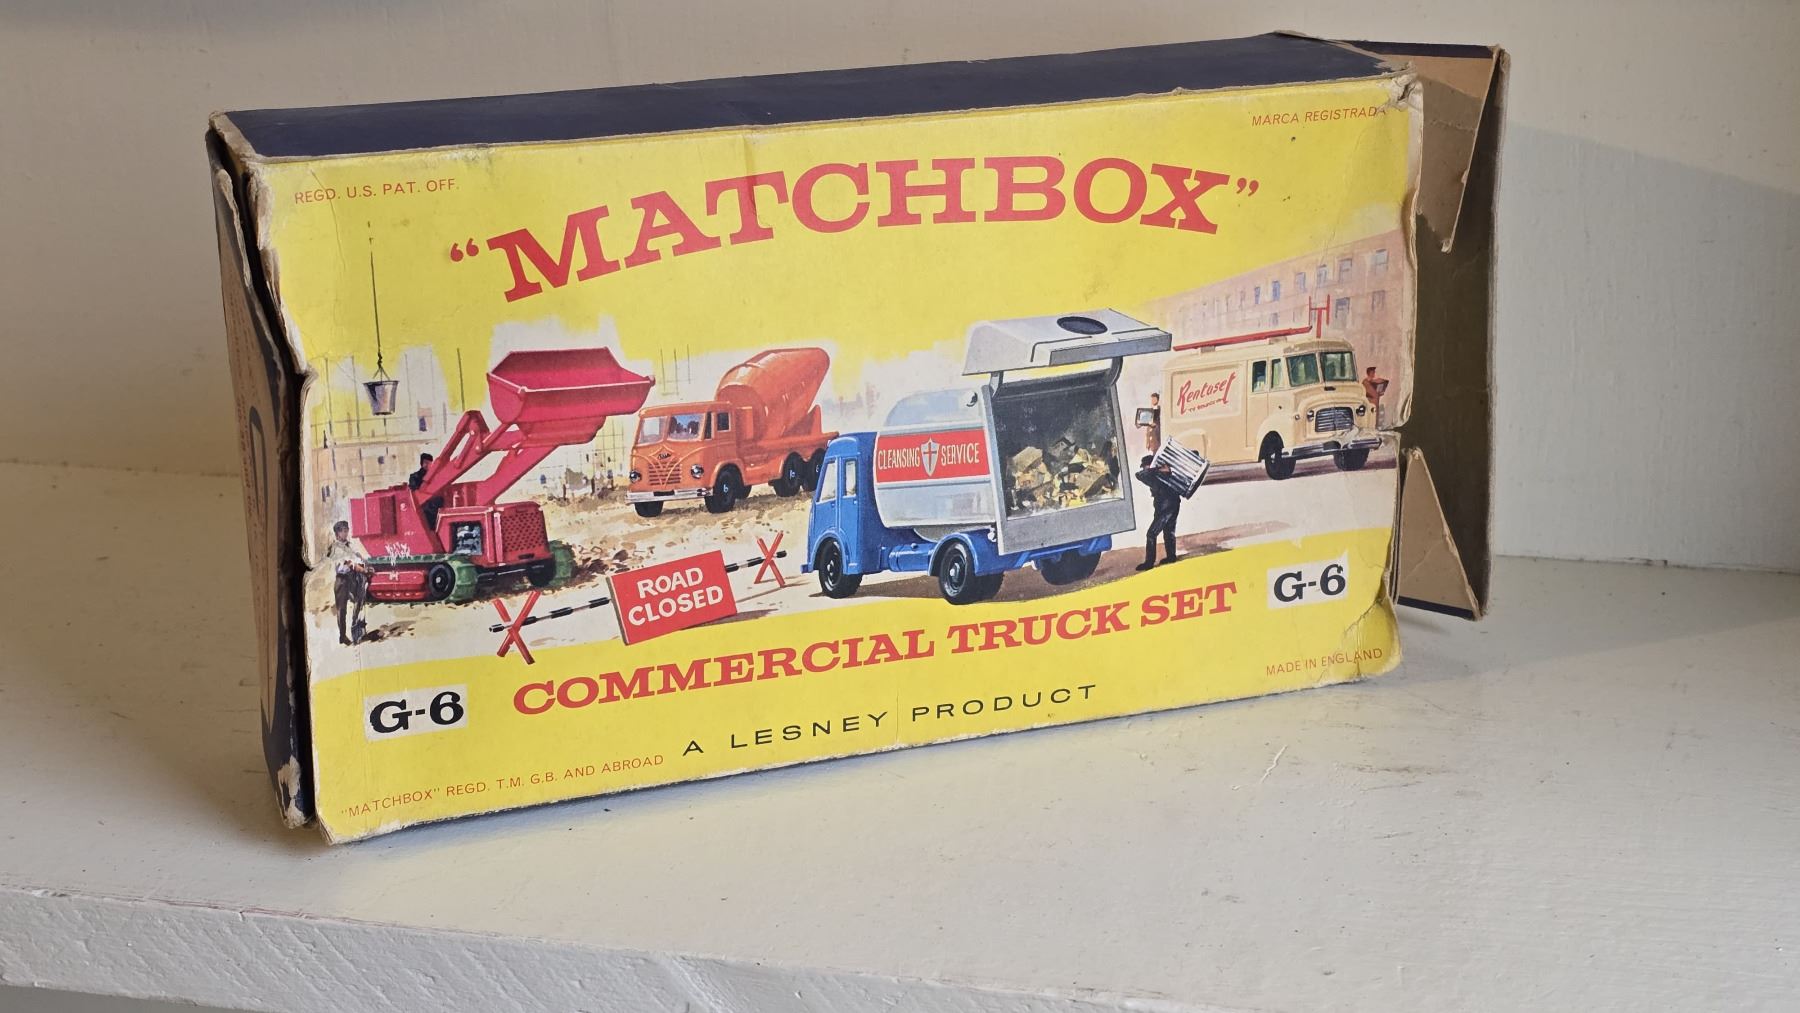 REGD. U.S. PAT. OFF.
MARCA REGISTRADA
“MATCHBOX”
Rentaset
CLEANSING SERVICE
ROAD
CLOSED
G-6
COMMERCIAL TRUCK SET
G-6
A LESNEY PRODUCT
MADE IN ENGLAND
"MATCHBOX" REGD. T.M. G.B. AND ABROAD